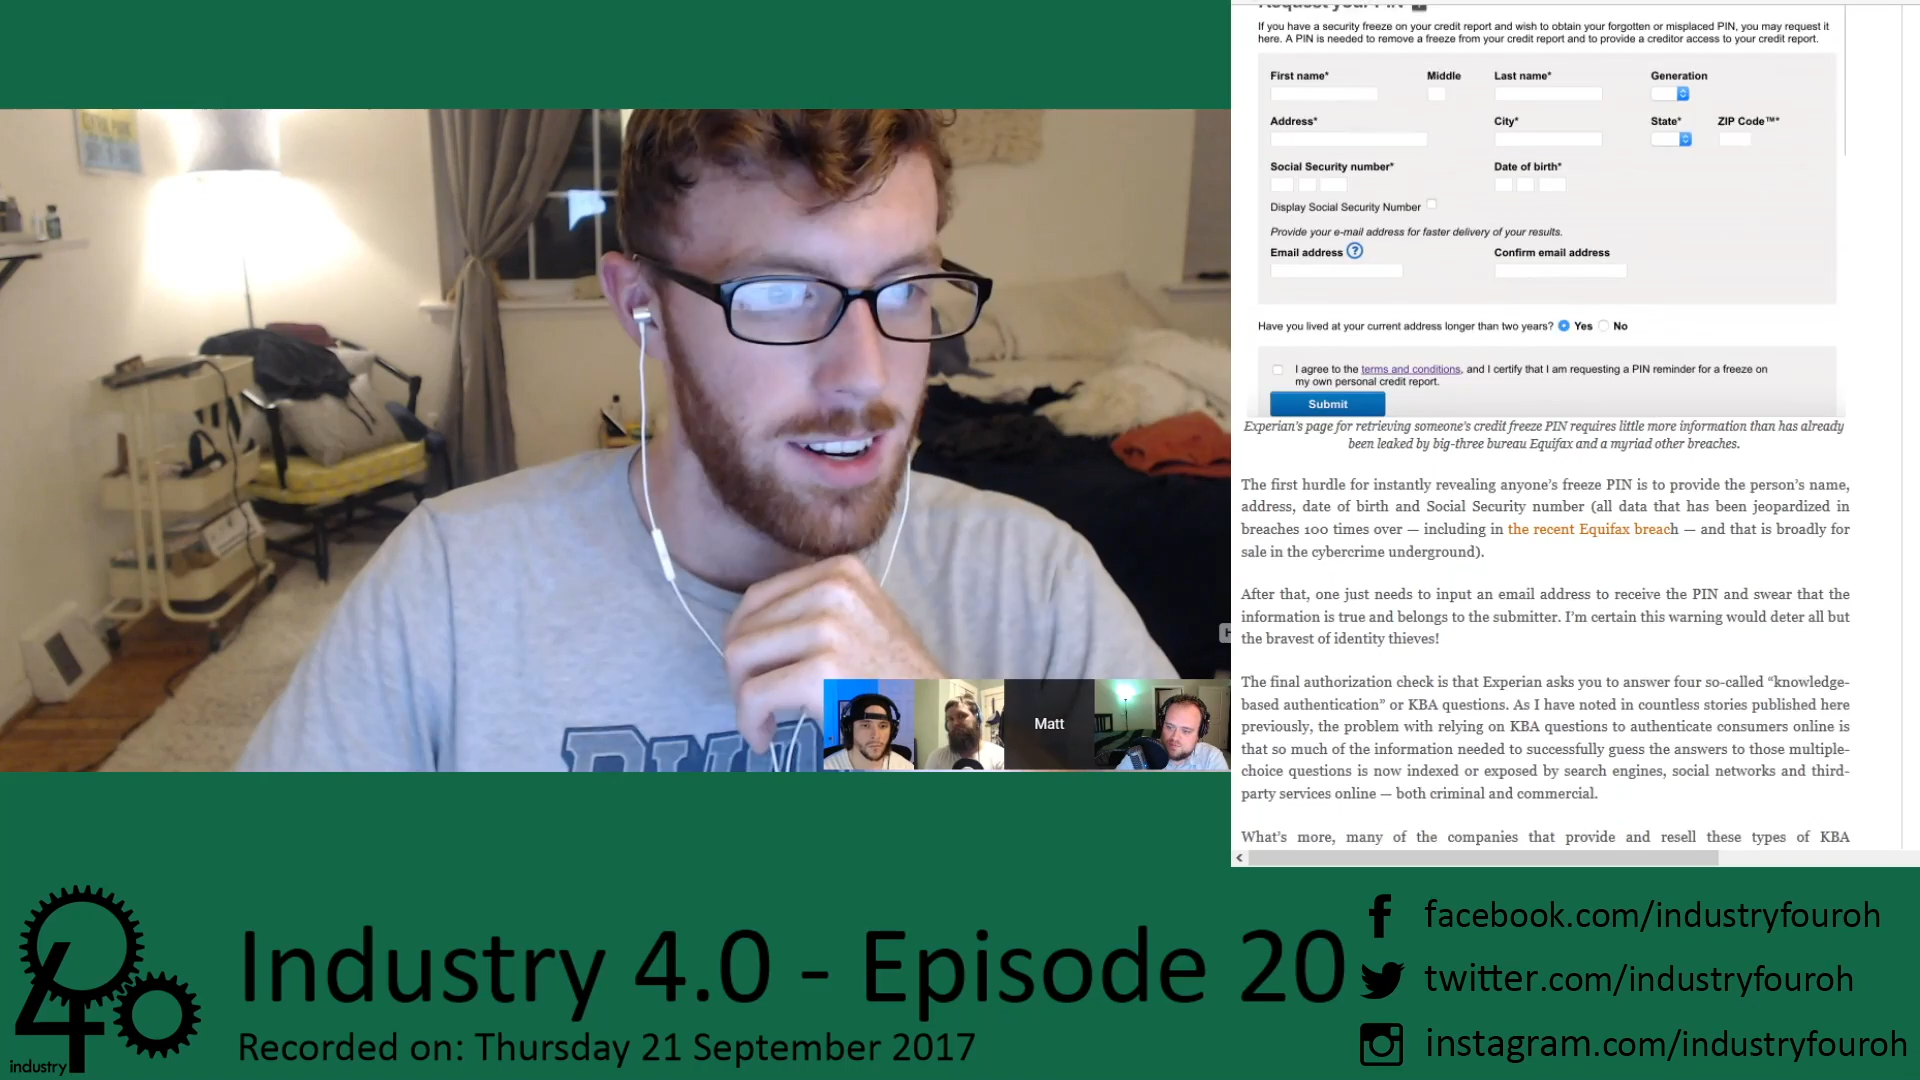 Request your PIN
If you have a security freeze on your credit report and wish to obtain your forgotten or misplaced PIN, you may request it
here. A PIN is needed to remove a freeze from your credit report and to provide a creditor access to your credit report.
First name* Middle Last name* Generation
Address* City* State* ZIP Code™*
Social Security number* Date of birth*
Display Social Security Number
Provide your e-mail address for faster delivery of your results.
Email address ? Confirm email address
Have you lived at your current address longer than two years? Yes No
I agree to the terms and conditions, and I certify that I am requesting a PIN reminder for a freeze on
my own personal credit report.
Submit
Experian's page for retrieving someone's credit freeze PIN requires little more information than has already
been leaked by big-three bureau Equifax and a myriad other breaches.
The first hurdle for instantly revealing anyone's freeze PIN is to provide the person's name,
address, date of birth and Social Security number (all data that has been jeopardized in
breaches 100 times over — including in the recent Equifax breach — and that is broadly for
sale in the cybercrime underground).
After that, one just needs to input an email address to receive the PIN and swear that the
information is true and belongs to the submitter. I'm certain this warning would deter all but
the bravest of identity thieves!
The final authorization check is that Experian asks you to answer four so-called “knowledge-
based authentication” or KBA questions. As I have noted in countless stories published here
previously, the problem with relying on KBA questions to authenticate consumers online is
that so much of the information needed to successfully guess the answers to those multiple-
choice questions is now indexed or exposed by search engines, social networks and third-
party services online — both criminal and commercial.
What's more, many of the companies that provide and resell these types of KBA
Matt
40
industry
Industry 4.0 - Episode 20
Recorded on: Thursday 21 September 2017
facebook.com/industryfouroh
twitter.com/industryfouroh
instagram.com/industryfouroh